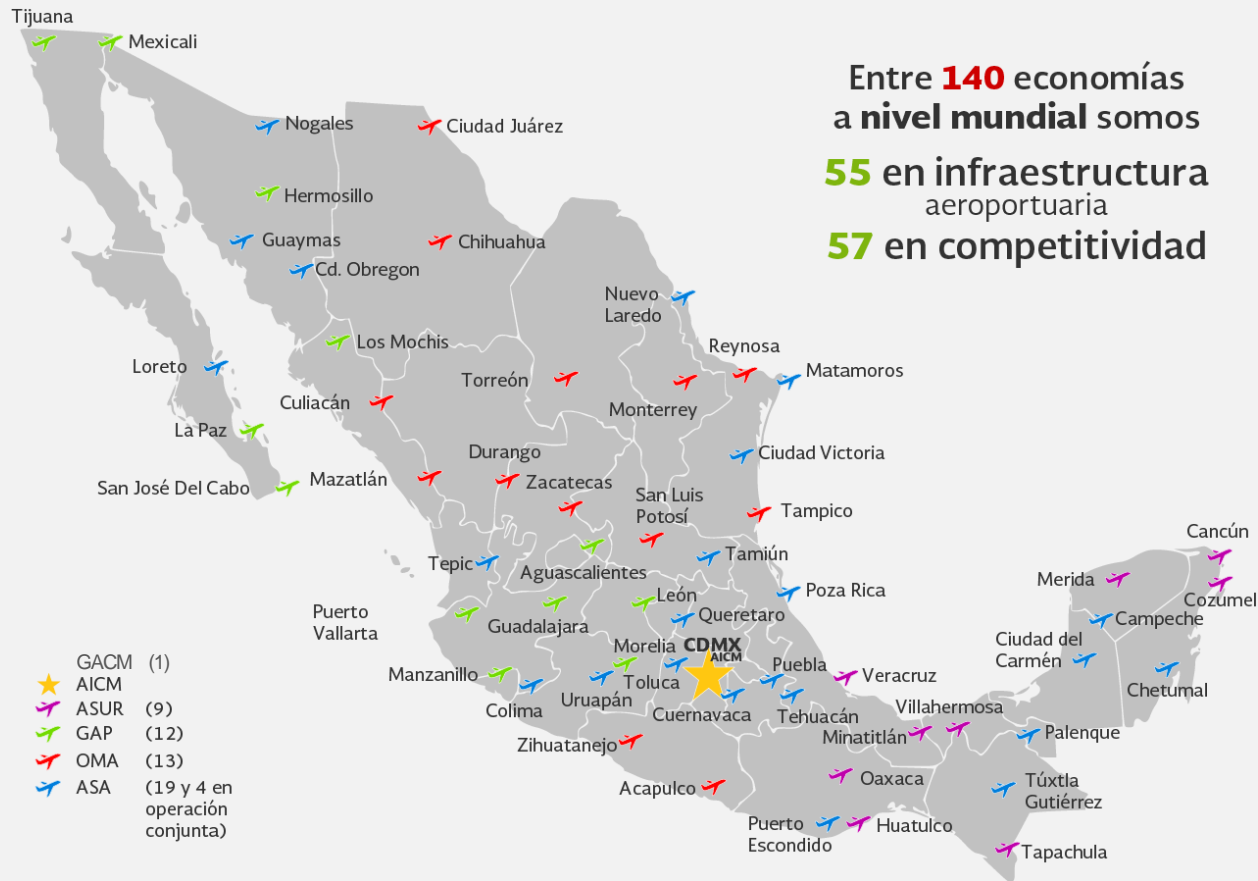 Tijuana
Mexicali
Entre 140 economías
a nivel mundial somos
55 en infraestructura
aeroportuaria
57 en competitividad
Nogales
Ciudad Juárez
Hermosillo
Guaymas
Chihuahua
Cd. Obregon
Nuevo
Laredo
Los Mochis
Reynosa
Loreto
Torreón
Matamoros
Culiacán
Monterrey
La Paz
Durango
Ciudad Victoria
San José Del Cabo
Mazatlán
Zacatecas
San Luis
Potosí
Tampico
Cancún
Tepic
Aguascalientes
Tamiún
Merida
Poza Rica
León
Cozumel
Puerto
Vallarta
Guadalajara
Queretaro
Campeche
Ciudad del
Carmén
Morelia
CDMX
AICM
Puebla
Manzanillo
Toluca
Veracruz
Chetumal
Uruapán
Colima
Cuernavaca
Tehuacán
Villahermosa
Minatitlán
Palenque
Zihuatanejo
Oaxaca
Túxtla
Gutiérrez
Acapulco
Puerto
Escondido
Huatulco
Tapachula
GACM (1)
AICM
ASUR (9)
GAP (12)
OMA (13)
ASA (19 y 4 en
operación
conjunta)